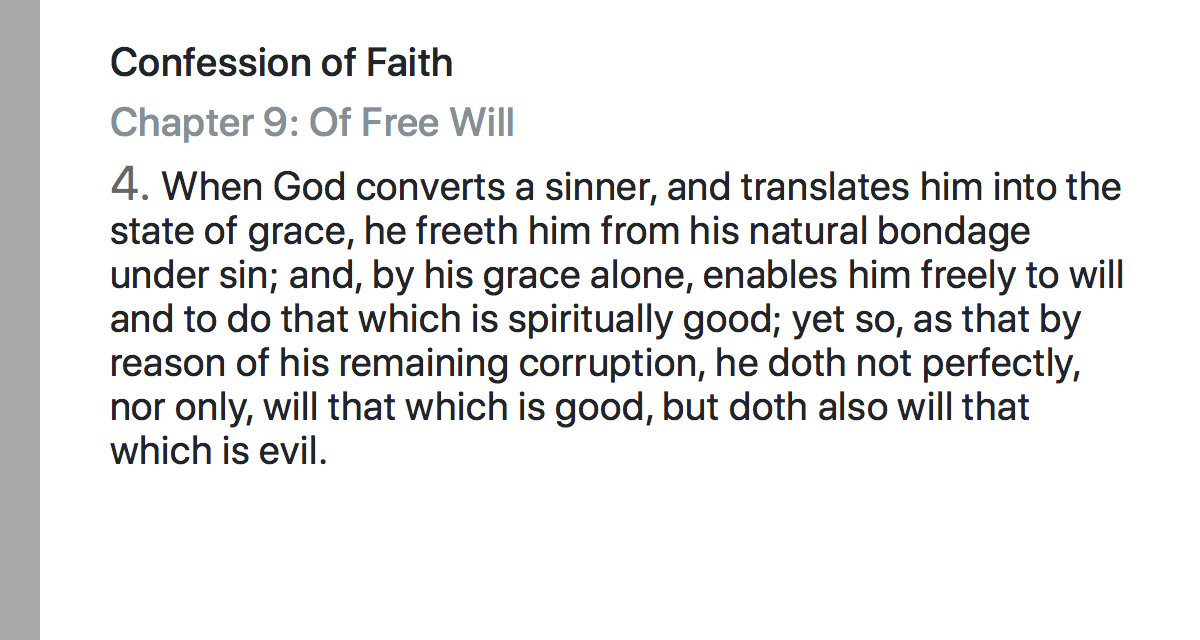 Confession of Faith
Chapter 9: Of Free Will
4. When God converts a sinner, and translates him into the
state of grace, he freeth him from his natural bondage
under sin; and, by his grace alone, enables him freely to will
and to do that which is spiritually good; yet so, as that by
reason of his remaining corruption, he doth not perfectly,
nor only, will that which is good, but doth also will that
which is evil.